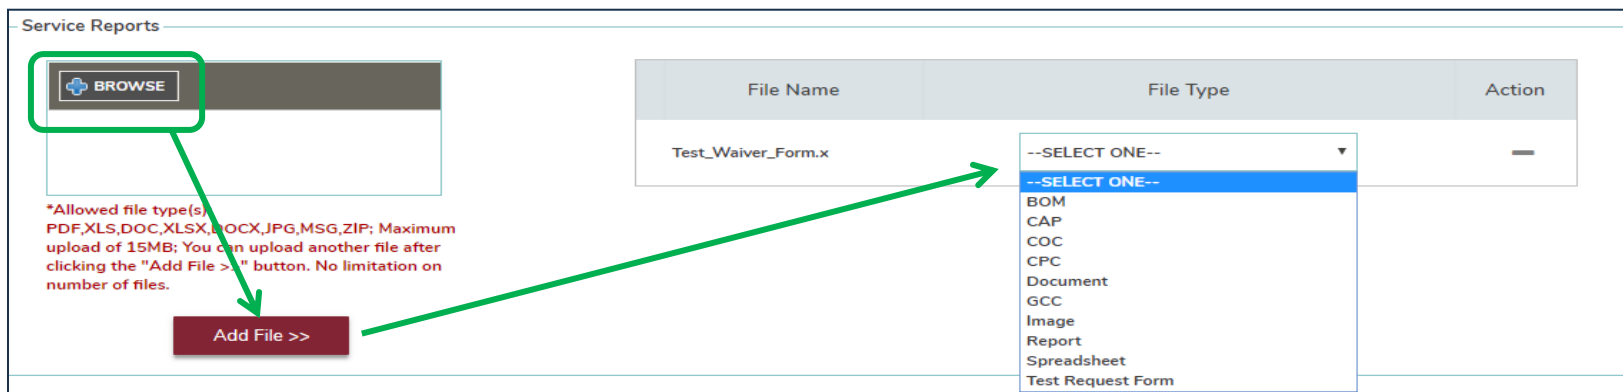 Service Reports
BROWSE
*Allowed file type(s)
PDF,XLS,DOC,XLSX,DOCX,JPG,MSG,ZIP; Maximum
upload of 15MB; You can upload another file after
clicking the "Add File >>" button. No limitation on
number of files.
Add File >>
File Name File Type Action
Test_Waiver_Form.x --SELECT ONE--
--SELECT ONE--
BOM
CAP
COC
CPC
Document
GCC
Image
Report
Spreadsheet
Test Request Form